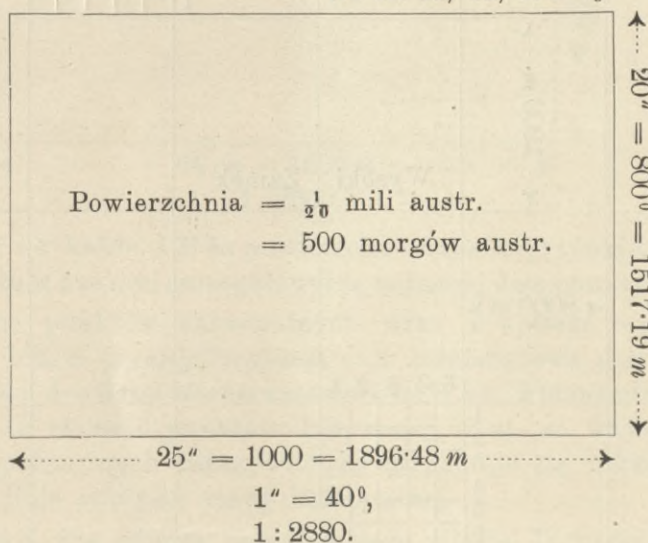 Powierzchnia = 1/20 mili austr.
= 500 morgów austr.
20" = 800⁰ = 1517·19 m
25" = 1000 = 1896·48 m
1" = 40⁰,
1 : 2880.